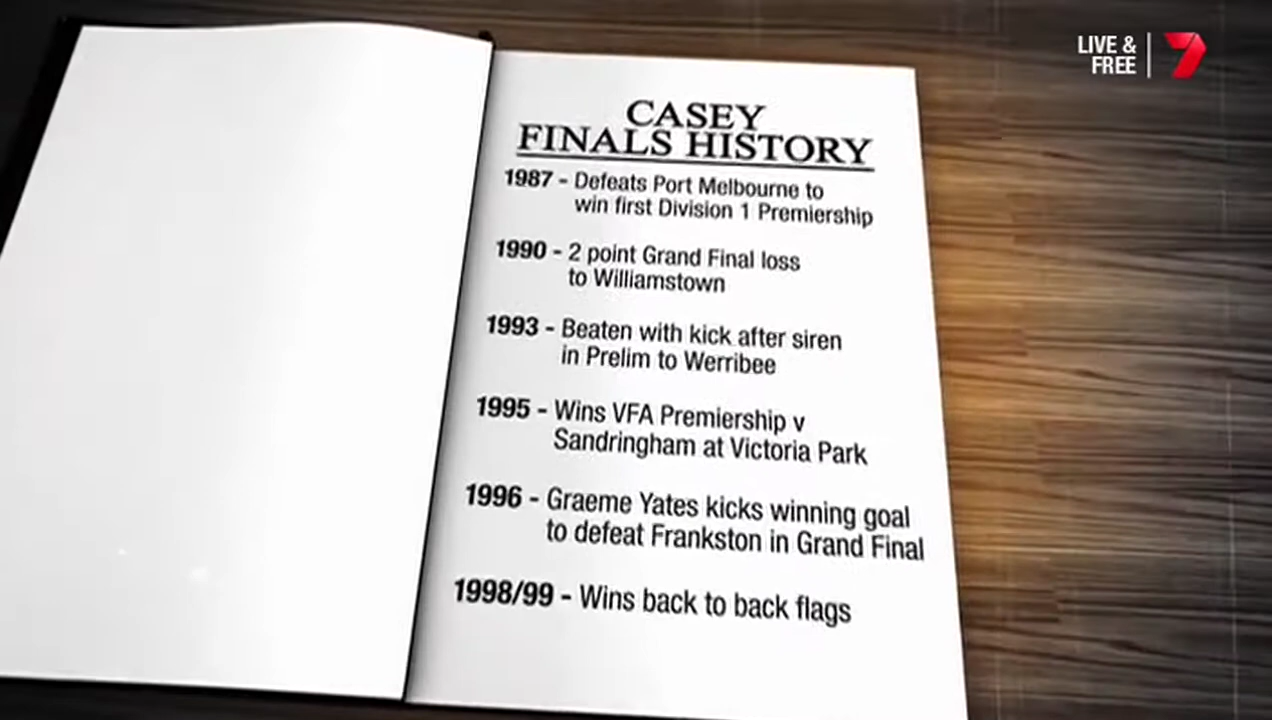 LIVE &
FREE
7
CASEY
FINALS HISTORY
1987 - Defeats Port Melbourne to
win first Division 1 Premiership
1990 - 2 point Grand Final loss
to Williamstown
1993 - Beaten with kick after siren
in Prelim to Werribee
1995 - Wins VFA Premiership v
Sandringham at Victoria Park
1996 - Graeme Yates kicks winning goal
to defeat Frankston in Grand Final
1998/99 - Wins back to back flags